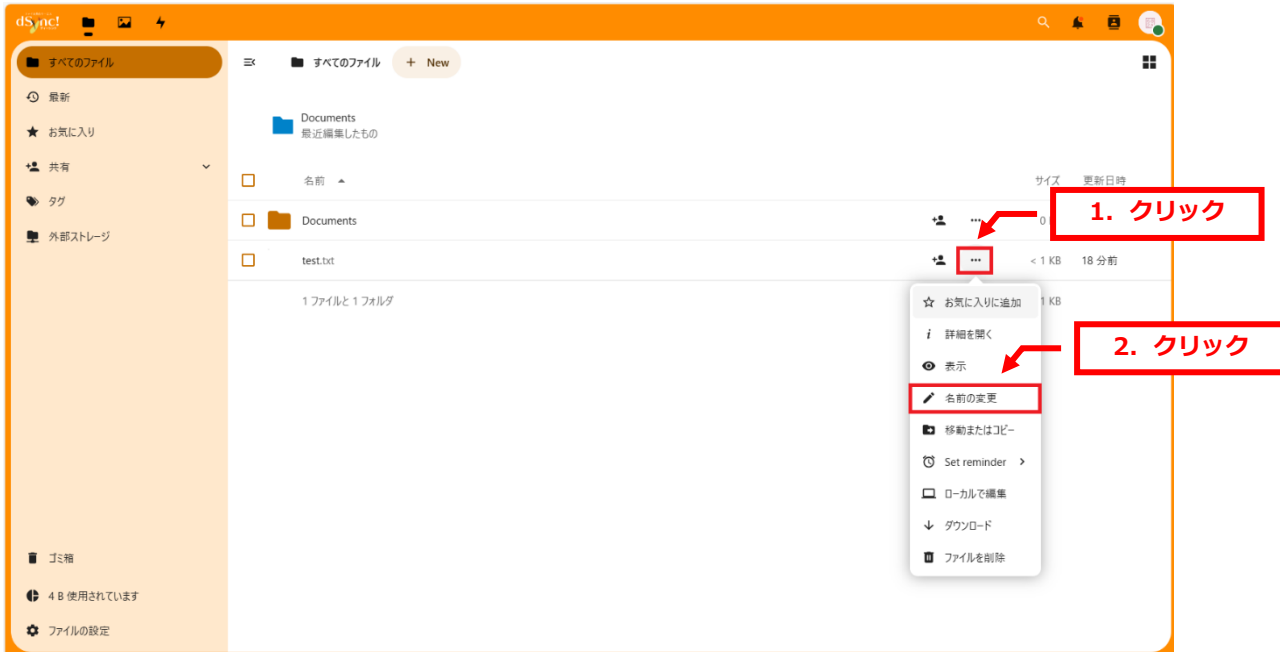 dSync!
すべてのファイル
最新
お気に入り
共有
タグ
外部ストレージ
ゴミ箱
4 B 使用されています
ファイルの設定
すべてのファイル
+ New
Documents
最近編集したもの
名前
サイズ 更新日時
Documents
0
test.txt
< 1 KB 18 分前
1 ファイルと 1 フォルダ
1 KB
お気に入りに追加
詳細を開く
表示
名前の変更
移動またはコピー
Set reminder
ローカルで編集
ダウンロード
ファイルを削除
1. クリック
2. クリック